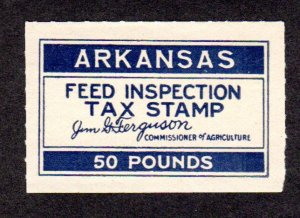 ARKANSAS
FEED INSPECTION
TAX STAMP
Jim G Ferguson
COMMISSIONER of AGRICULTURE
50 POUNDS